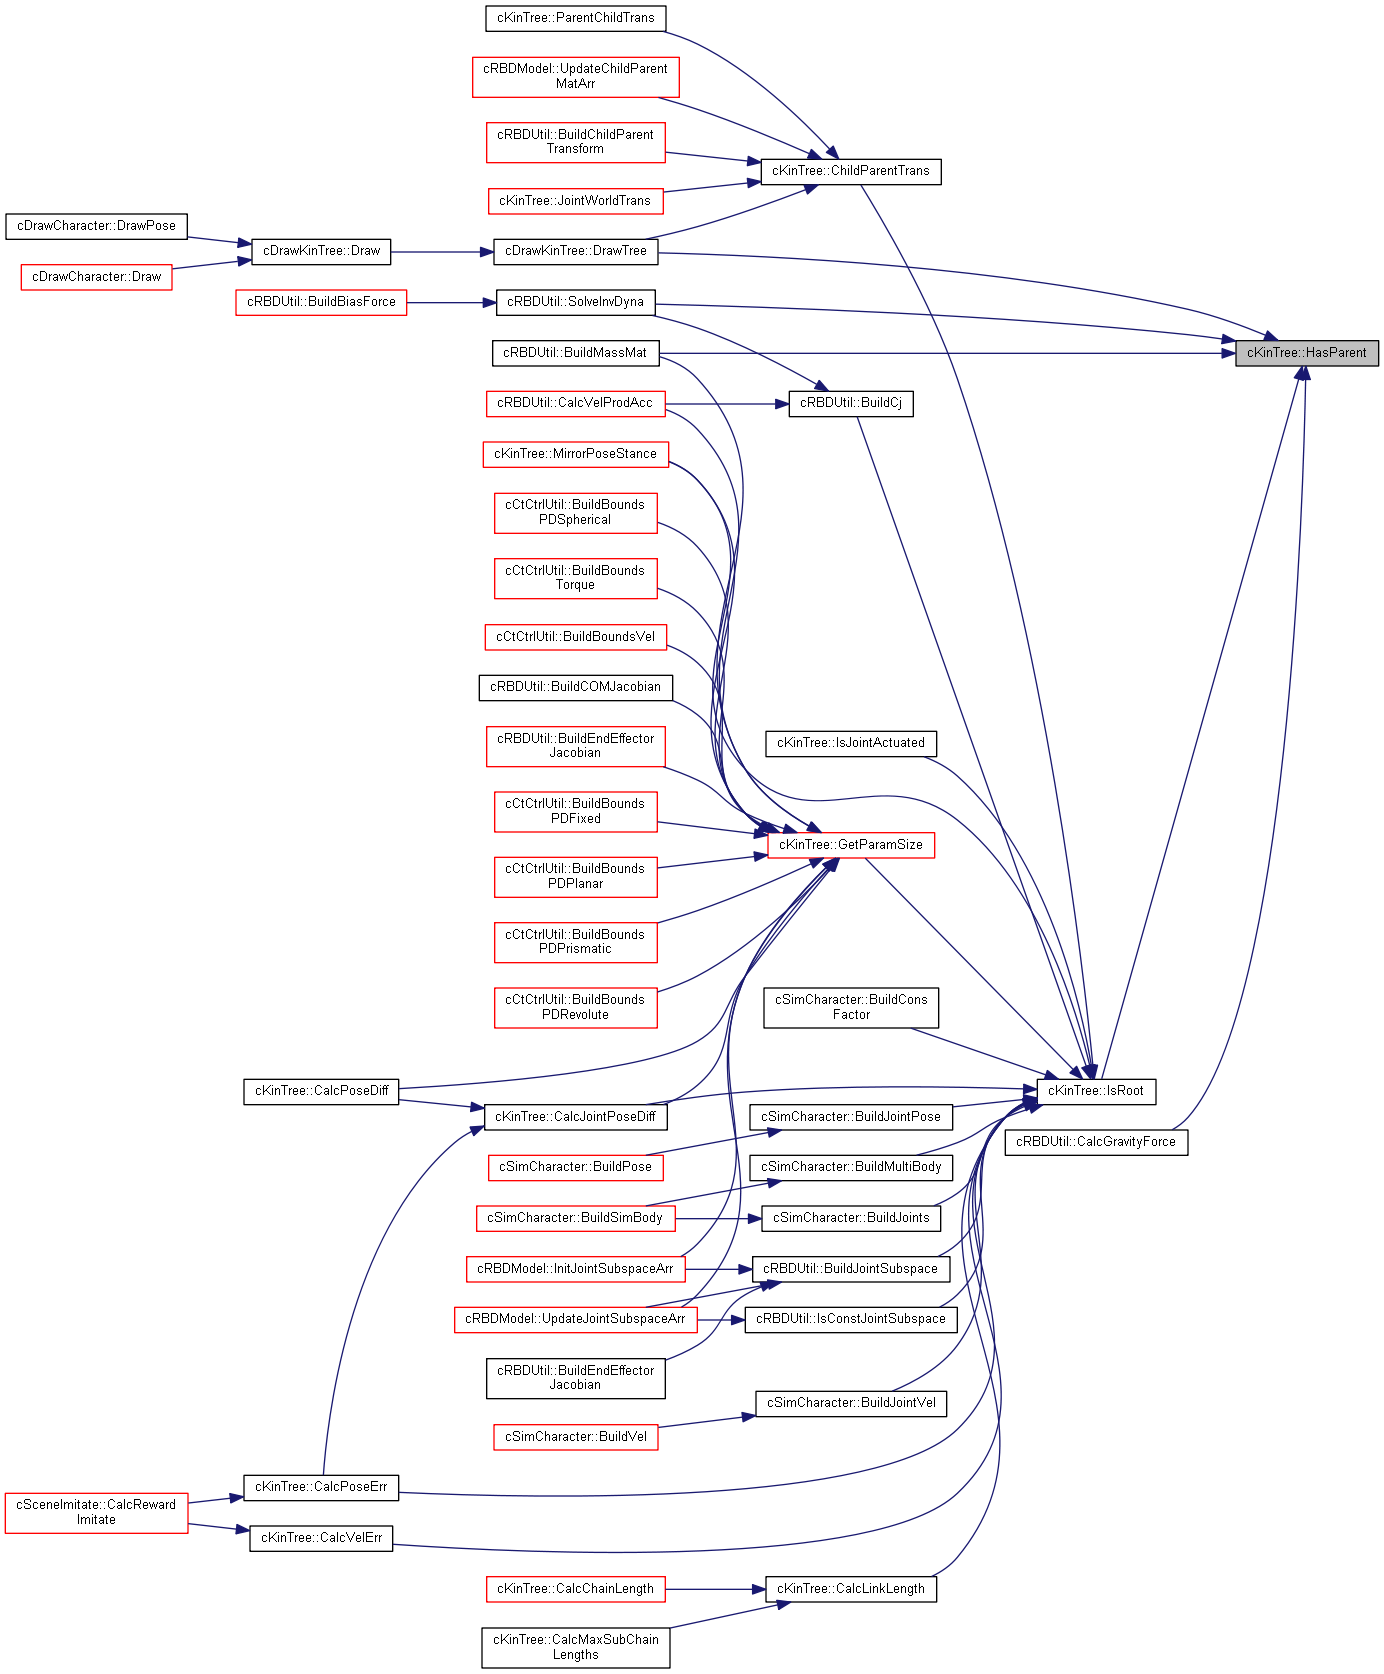 cKinTree::ParentChildTrans
cRBDModel::UpdateChildParent
MatArr
cRBDUtil::BuildChildParent
Transform
cKinTree::ChildParentTrans
cKinTree::JointWorldTrans
cDrawCharacter::DrawPose
cDrawKinTree::Draw
cDrawKinTree::DrawTree
cDrawCharacter::Draw
cRBDUtil::BuildBiasForce
cRBDUtil::SolveInvDyna
cRBDUtil::BuildMassMat
cKinTree::HasParent
cRBDUtil::CalcVelProdAcc
cRBDUtil::BuildCj
cKinTree::MirrorPoseStance
cCtCtrlUtil::BuildBounds
PDSpherical
cCtCtrlUtil::BuildBounds
Torque
cCtCtrlUtil::BuildBoundsVel
cRBDUtil::BuildCOMJacobian
cRBDUtil::BuildEndEffector
Jacobian
cKinTree::IsJointActuated
cCtCtrlUtil::BuildBounds
PDFixed
cKinTree::GetParamSize
cCtCtrlUtil::BuildBounds
PDPlanar
cCtCtrlUtil::BuildBounds
PDPrismatic
cCtCtrlUtil::BuildBounds
PDRevolute
cSimCharacter::BuildCons
Factor
cKinTree::CalcPoseDiff
cKinTree::IsRoot
cKinTree::CalcJointPoseDiff
cSimCharacter::BuildJointPose
cRBDUtil::CalcGravityForce
cSimCharacter::BuildPose
cSimCharacter::BuildMultiBody
cSimCharacter::BuildSimBody
cSimCharacter::BuildJoints
cRBDModel::InitJointSubspaceArr
cRBDUtil::BuildJointSubspace
cRBDModel::UpdateJointSubspaceArr
cRBDUtil::IsConstJointSubspace
cRBDUtil::BuildEndEffector
Jacobian
cSimCharacter::BuildJointVel
cSimCharacter::BuildVel
cKinTree::CalcPoseErr
cSceneImitate::CalcReward
Imitate
cKinTree::CalcVelErr
cKinTree::CalcChainLength
cKinTree::CalcLinkLength
cKinTree::CalcMaxSubChain
Lengths